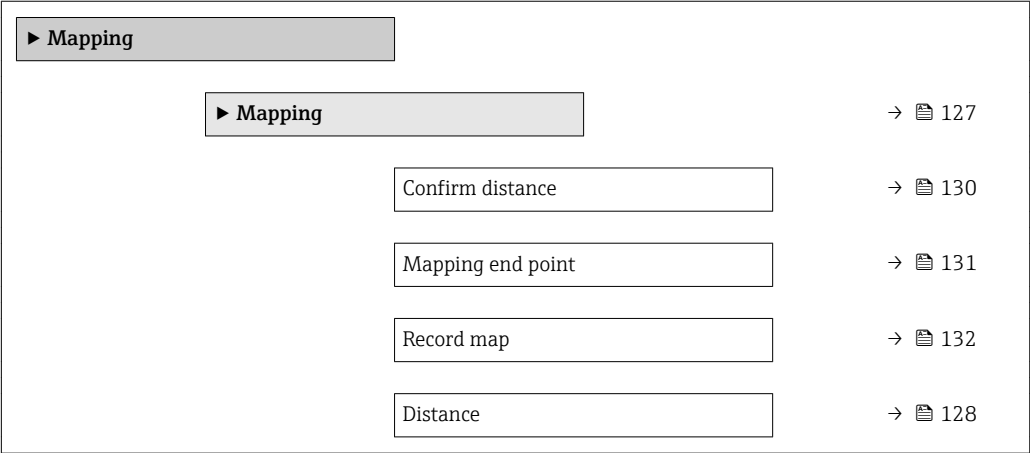 ► Mapping
► Mapping → 🖹 127
Confirm distance → 🖹 130
Mapping end point → 🖹 131
Record map → 🖹 132
Distance → 🖹 128